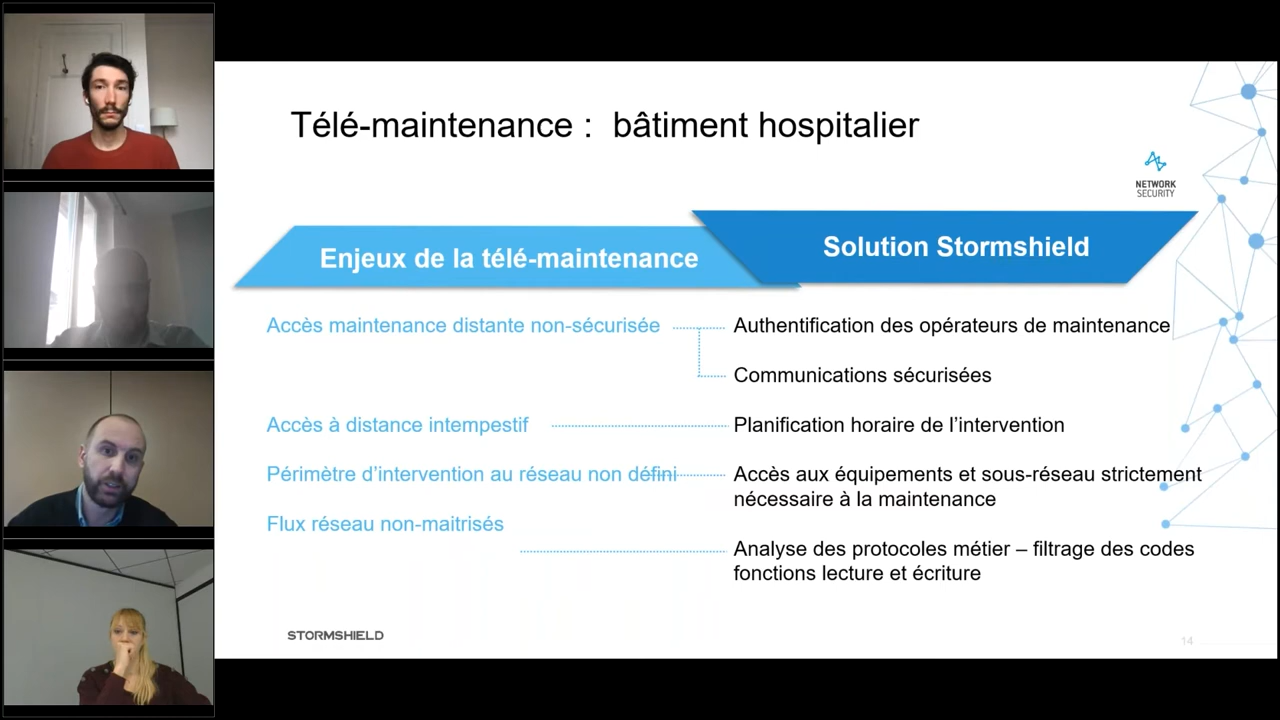 Télé-maintenance : bâtiment hospitalier
NETWORK
SECURITY
Enjeux de la télé-maintenance
Solution Stormshield
Accès maintenance distante non-sécurisée
Authentification des opérateurs de maintenance
Communications sécurisées
Accès à distance intempestif
Planification horaire de l’intervention
Périmètre d’intervention au réseau non défini
Accès aux équipements et sous-réseau strictement
nécessaire à la maintenance
Flux réseau non-maitrisés
Analyse des protocoles métier – filtrage des codes
fonctions lecture et écriture
STORMSHIELD
14